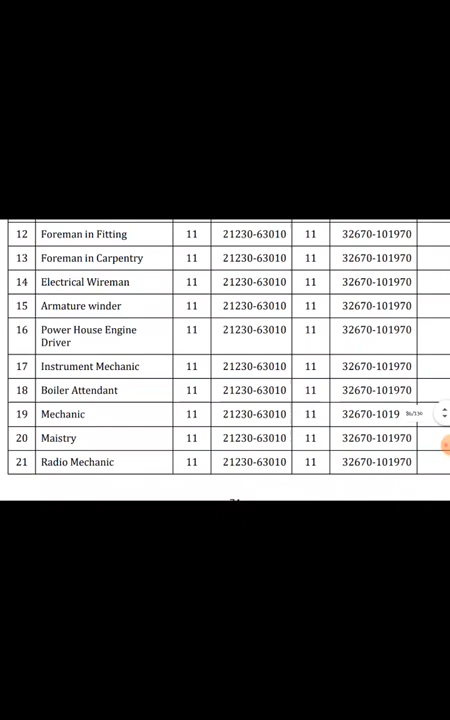 12 Foreman in Fitting 11 21230-63010 11 32670-101970
13 Foreman in Carpentry 11 21230-63010 11 32670-101970
14 Electrical Wireman 11 21230-63010 11 32670-101970
15 Armature winder 11 21230-63010 11 32670-101970
16 Power House Engine 11 21230-63010 11 32670-101970
Driver
17 Instrument Mechanic 11 21230-63010 11 32670-101970
18 Boiler Attendant 11 21230-63010 11 32670-101970
19 Mechanic 11 21230-63010 11 32670-1019
20 Maistry 11 21230-63010 11 32670-101970
21 Radio Mechanic 11 21230-63010 11 32670-101970